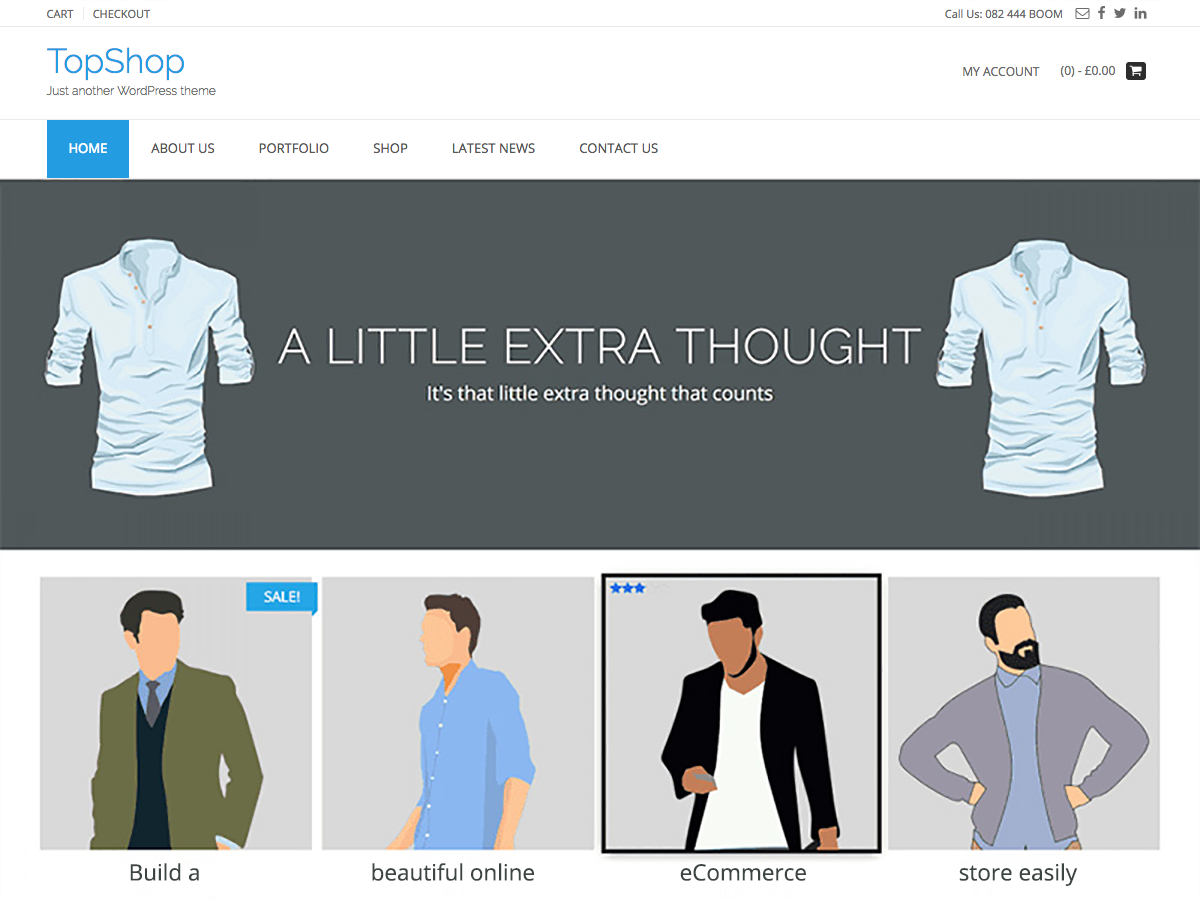 CART CHECKOUT Call Us: 082 444 BOOM
TopShop
Just another WordPress theme
MY ACCOUNT (0) - £0.00
HOME ABOUT US PORTFOLIO SHOP LATEST NEWS CONTACT US
A LITTLE EXTRA THOUGHT
It's that little extra thought that counts
SALE!
Build a beautiful online eCommerce store easily